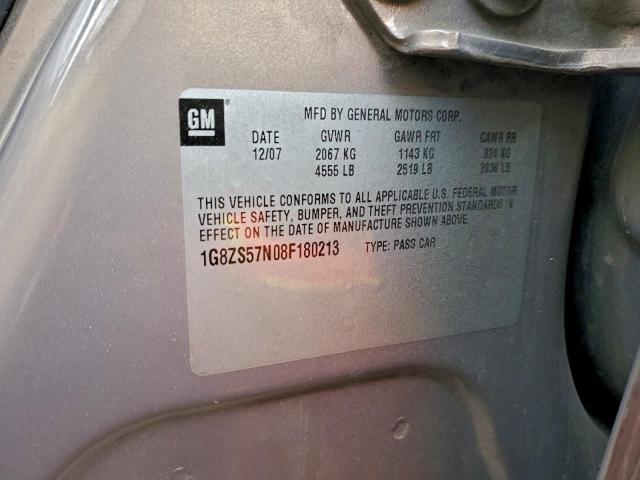 GM®
MFD BY GENERAL MOTORS CORP.
DATE GVWR GAWR FRT GAWR RR
12/07 2067 KG 1143 KG 924 KG
4555 LB 2519 LB 2036 LB
THIS VEHICLE CONFORMS TO ALL APPLICABLE U.S. FEDERAL MOTOR
VEHICLE SAFETY, BUMPER, AND THEFT PREVENTION STANDARDS IN
EFFECT ON THE DATE OF MANUFACTURE SHOWN ABOVE.
1G8ZS57N08F180213 TYPE: PASS CAR